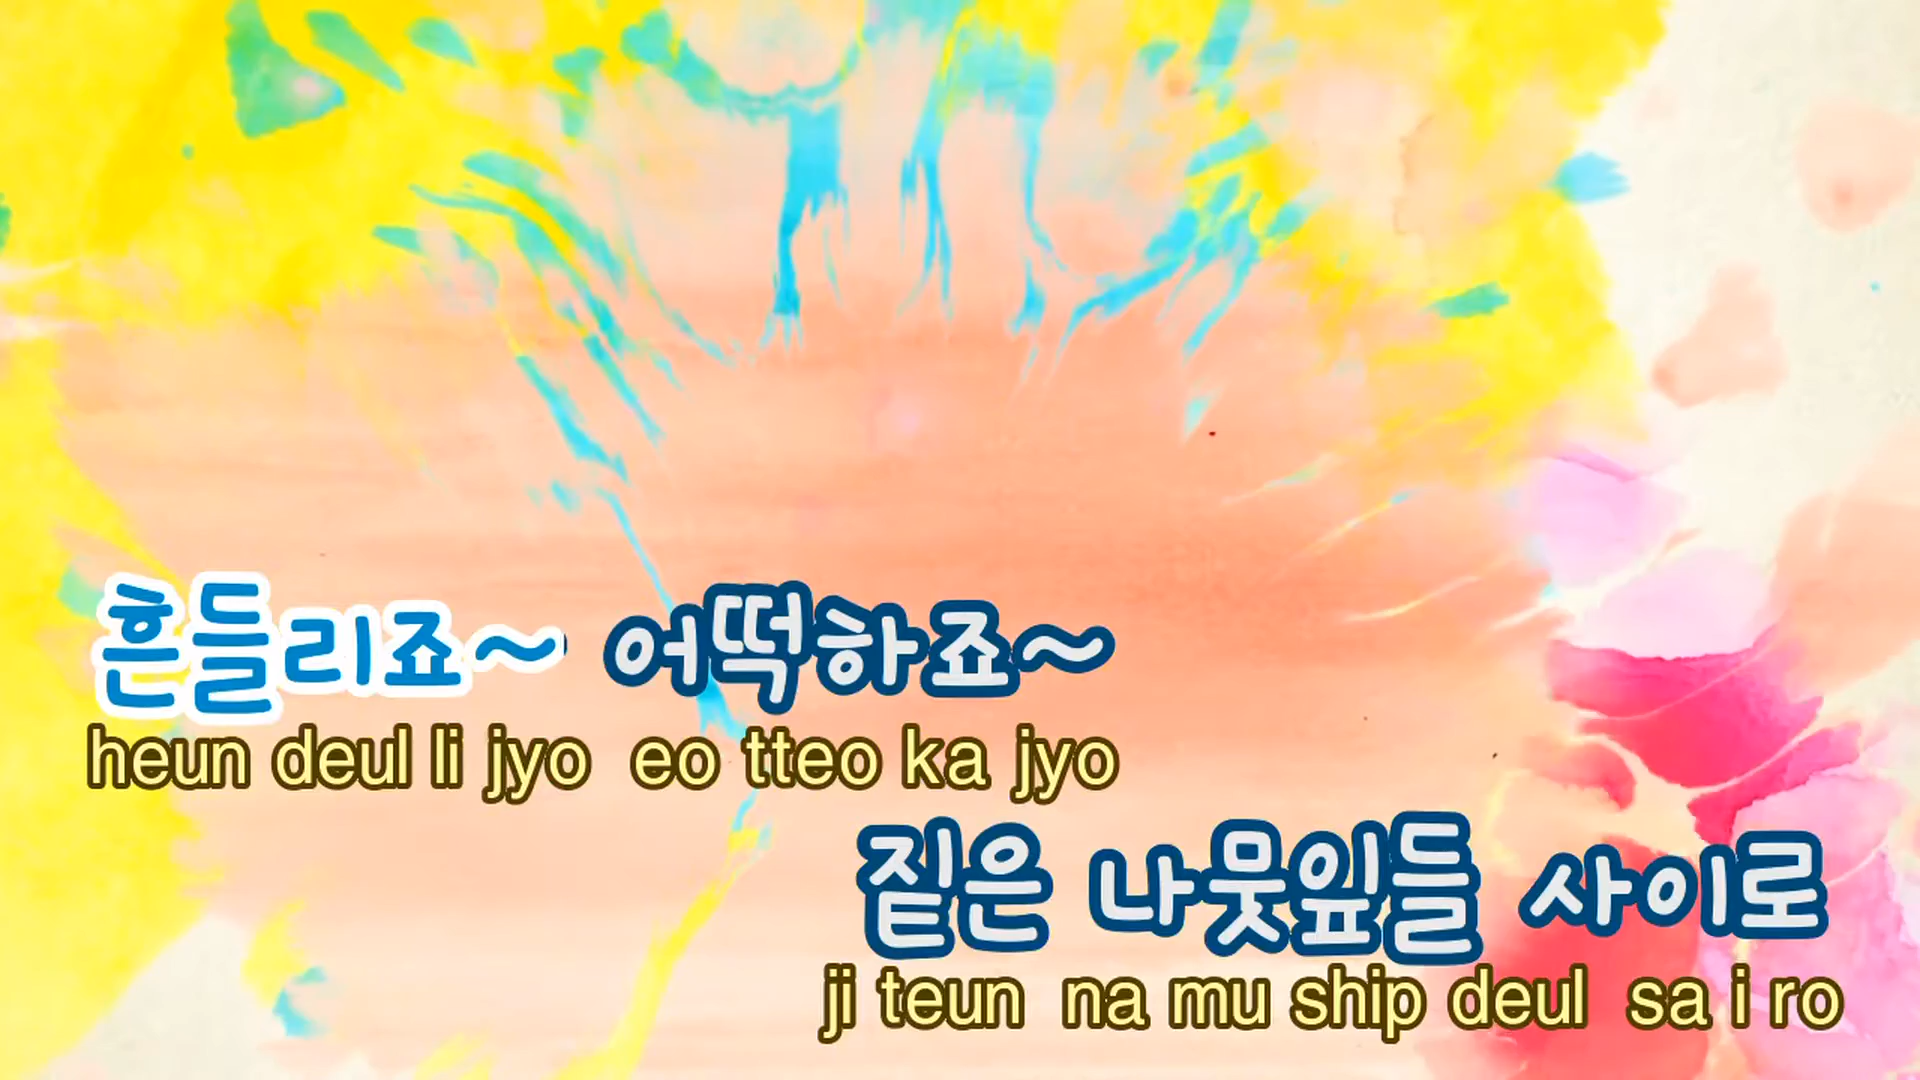 흔들리죠~ 어떡하죠~
heun deul li jyo eo tteo ka jyo
짙은 나뭇잎들 사이로
ji teun na mu ship deul sa i ro